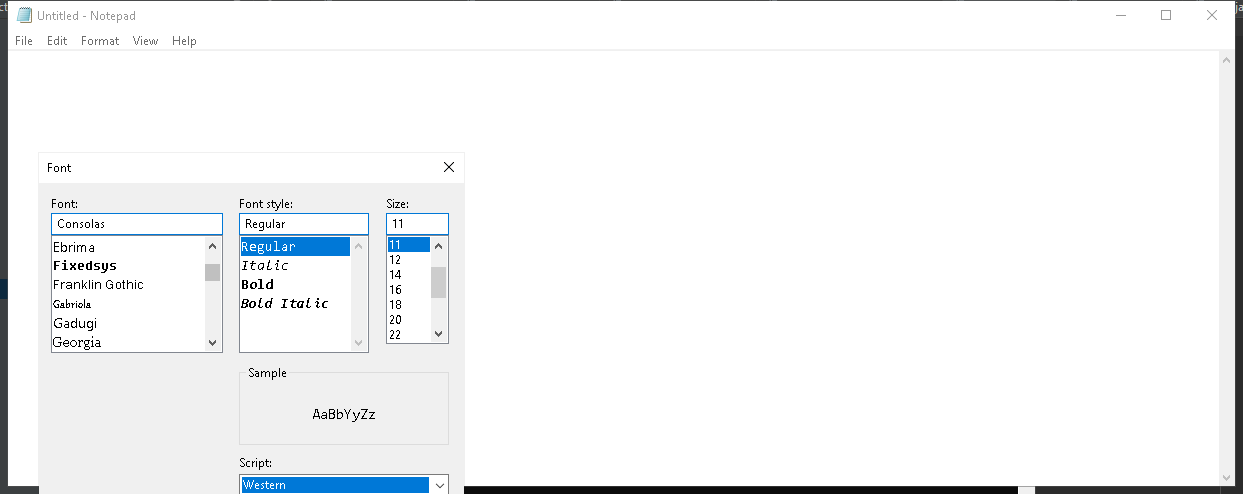 Untitled - Notepad
File Edit Format View Help
Font
Font: Font style: Size:
Consolas Regular 11
Ebrima Regular 11
Fixedsys Italic 12
Franklin Gothic Bold 14
Gabriola Bold Italic 16
Gadugi 18
Georgia 20
22
Sample
AaBbYyZz
Script:
Western